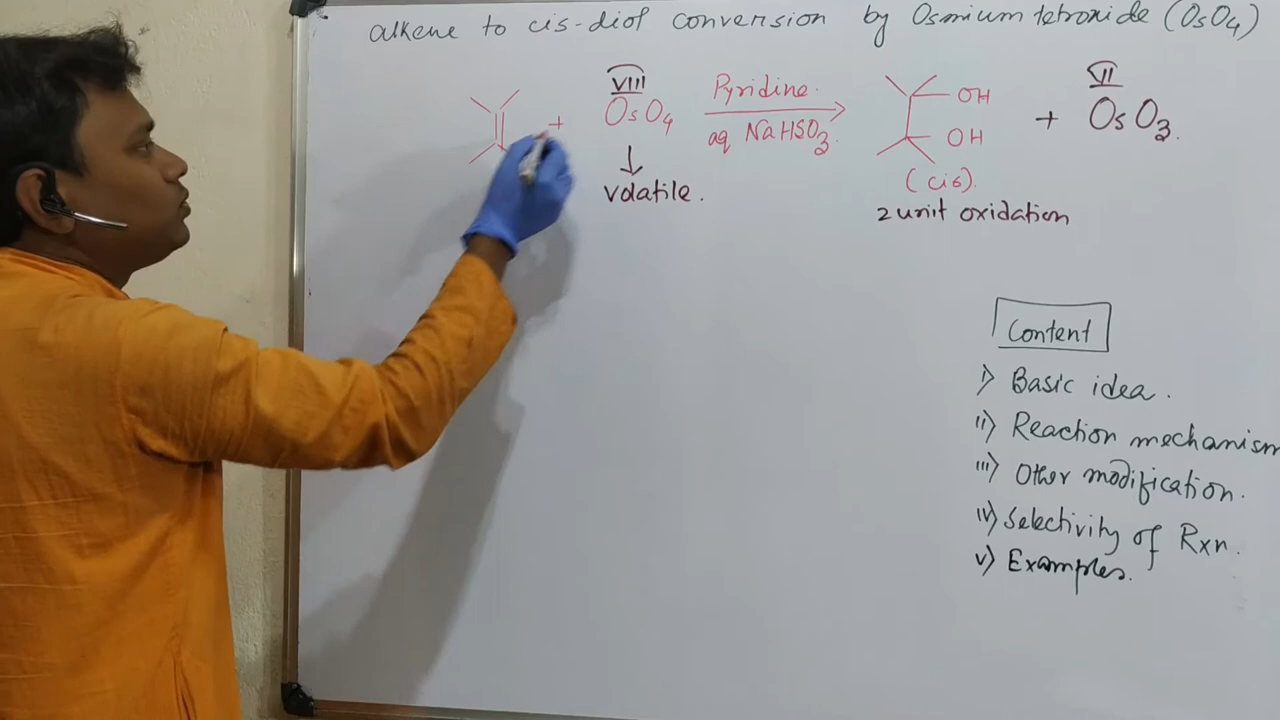 alkene to cis-diol conversion by Osmium tetroxide (OsO4)
+ VIII OsO4 Pyridine. aq NaHSO3 OH OH + II OsO3.
↓
volatile.
(cis).
2 unit oxidation
Content
i) Basic idea.
ii) Reaction mechanism
iii) Other modification.
iv) Selectivity of Rxn.
v) Examples.